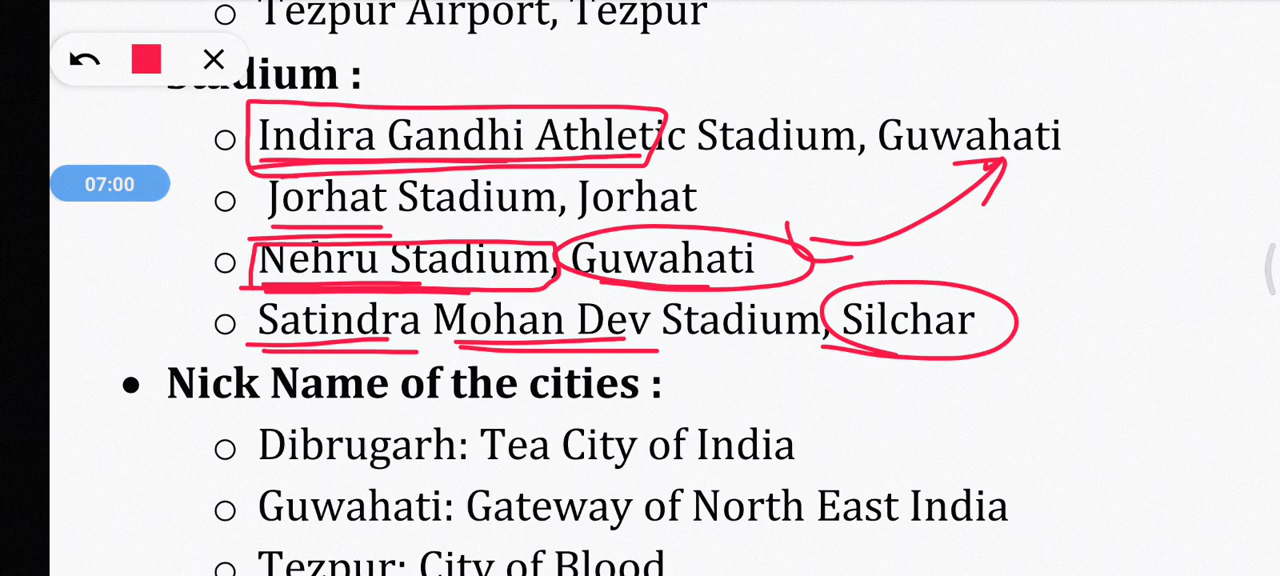 Tezpur Airport, Tezpur
Stadium :
Indira Gandhi Athletic Stadium, Guwahati
07:00
Jorhat Stadium, Jorhat
Nehru Stadium, Guwahati
Satindra Mohan Dev Stadium, Silchar
Nick Name of the cities :
Dibrugarh: Tea City of India
Guwahati: Gateway of North East India
Tezpur: City of Blood